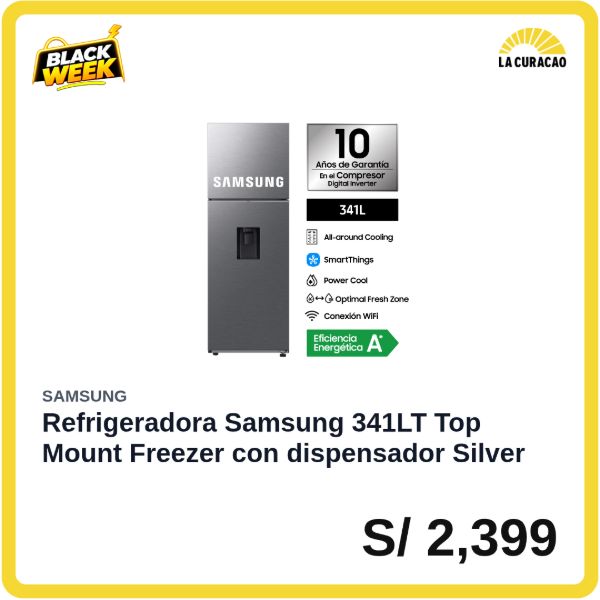 BLACK
WEEK
LA CURACAO
SAMSUNG
10
Años de Garantía
En el Compresor
Digital Inverter
341L
All-around Cooling
SmartThings
Power Cool
Optimal Fresh Zone
Conexión WiFi
Eficiencia
Energética A+
SAMSUNG
Refrigeradora Samsung 341LT Top
Mount Freezer con dispensador Silver
S/ 2,399